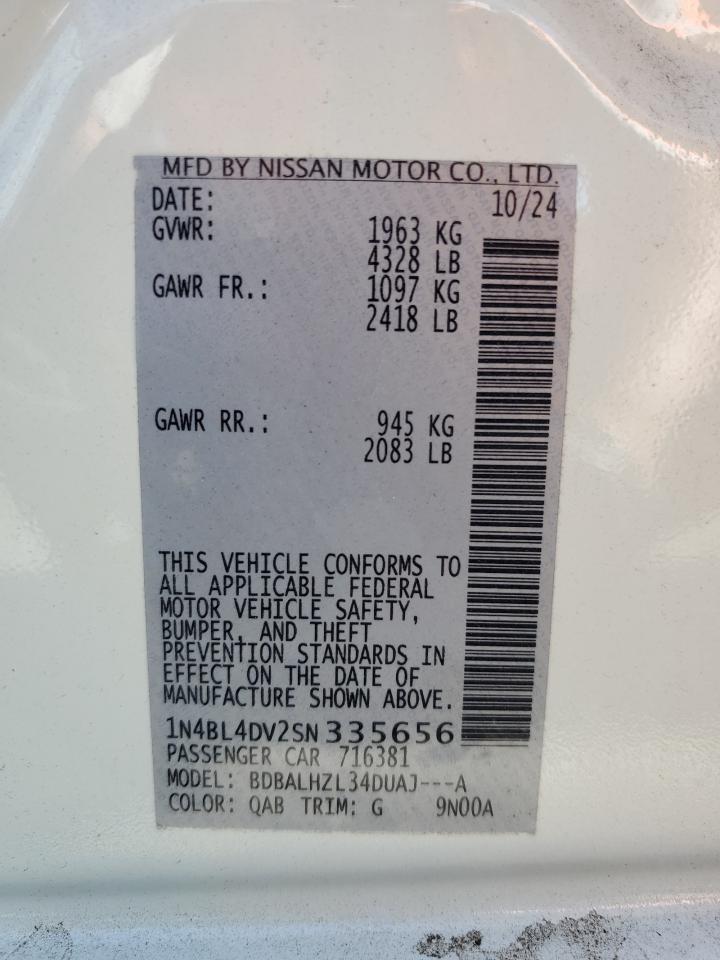 MFD BY NISSAN MOTOR CO., LTD.
DATE: 10/24
GVWR: 1963 KG
4328 LB
GAWR FR.: 1097 KG
2418 LB
GAWR RR.: 945 KG
2083 LB
THIS VEHICLE CONFORMS TO
ALL APPLICABLE FEDERAL
MOTOR VEHICLE SAFETY,
BUMPER, AND THEFT
PREVENTION STANDARDS IN
EFFECT ON THE DATE OF
MANUFACTURE SHOWN ABOVE.
1N4BL4DV2SN335656
PASSENGER CAR 716381
MODEL: BDBALHZL34DUAJ---A
COLOR: QAB TRIM: G 9N00A